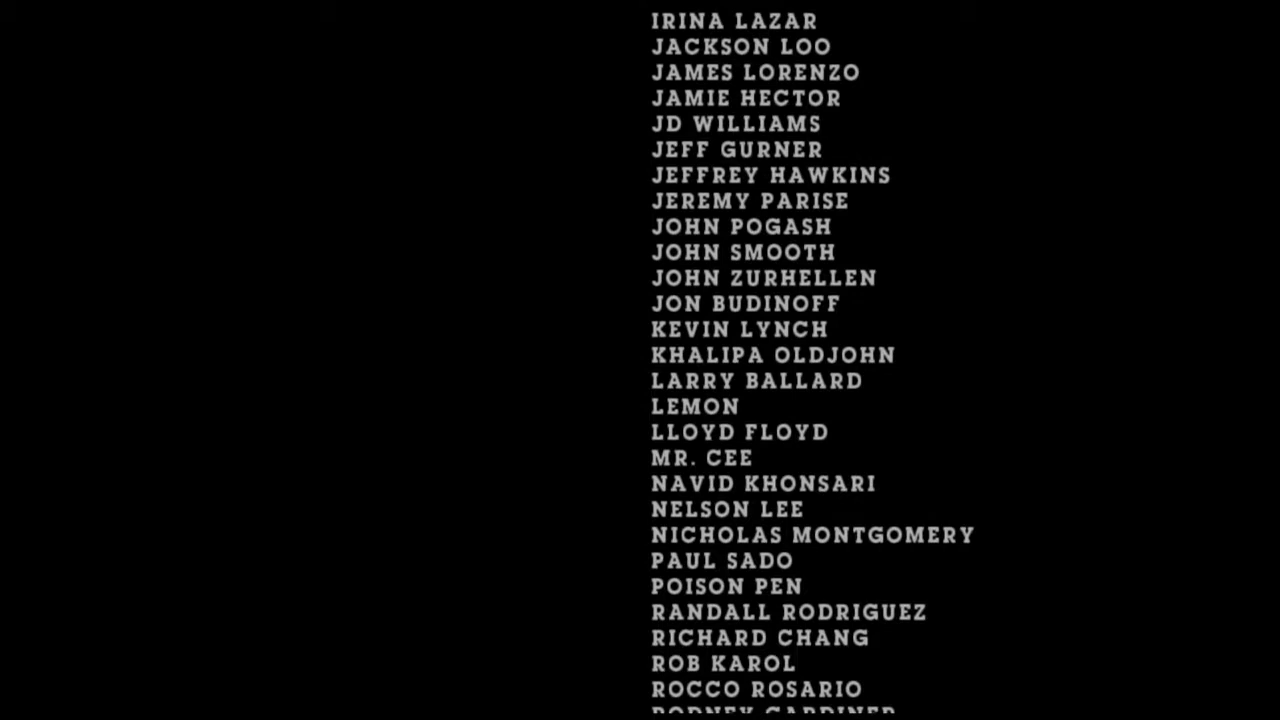 IRINA LAZAR
JACKSON LOO
JAMES LORENZO
JAMIE HECTOR
JD WILLIAMS
JEFF GURNER
JEFFREY HAWKINS
JEREMY PARISE
JOHN POGASH
JOHN SMOOTH
JOHN ZURHELLEN
JON BUDINOFF
KEVIN LYNCH
KHALIPA OLDJOHN
LARRY BALLARD
LEMON
LLOYD FLOYD
MR. CEE
NAVID KHONSARI
NELSON LEE
NICHOLAS MONTGOMERY
PAUL SADO
POISON PEN
RANDALL RODRIGUEZ
RICHARD CHANG
ROB KAROL
ROCCO ROSARIO
RODNEY GARDINER